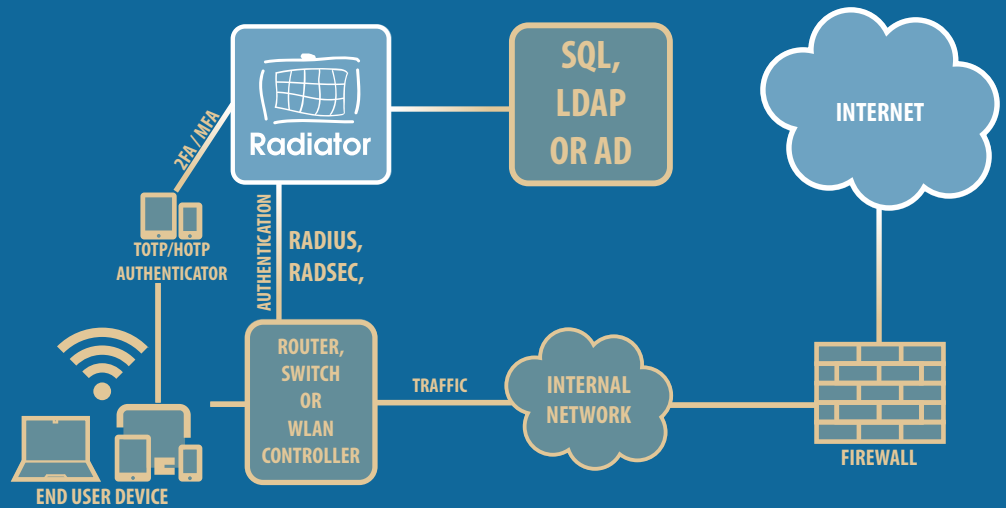 SQL,
LDAP
OR AD
INTERNET
Radiator
2FA / MFA
TOTP/HOTP
AUTHENTICATOR
AUTHENTICATION
RADIUS,
RADSEC,
ROUTER,
SWITCH
OR
WLAN
CONTROLLER
TRAFFIC
INTERNAL
NETWORK
FIREWALL
END USER DEVICE